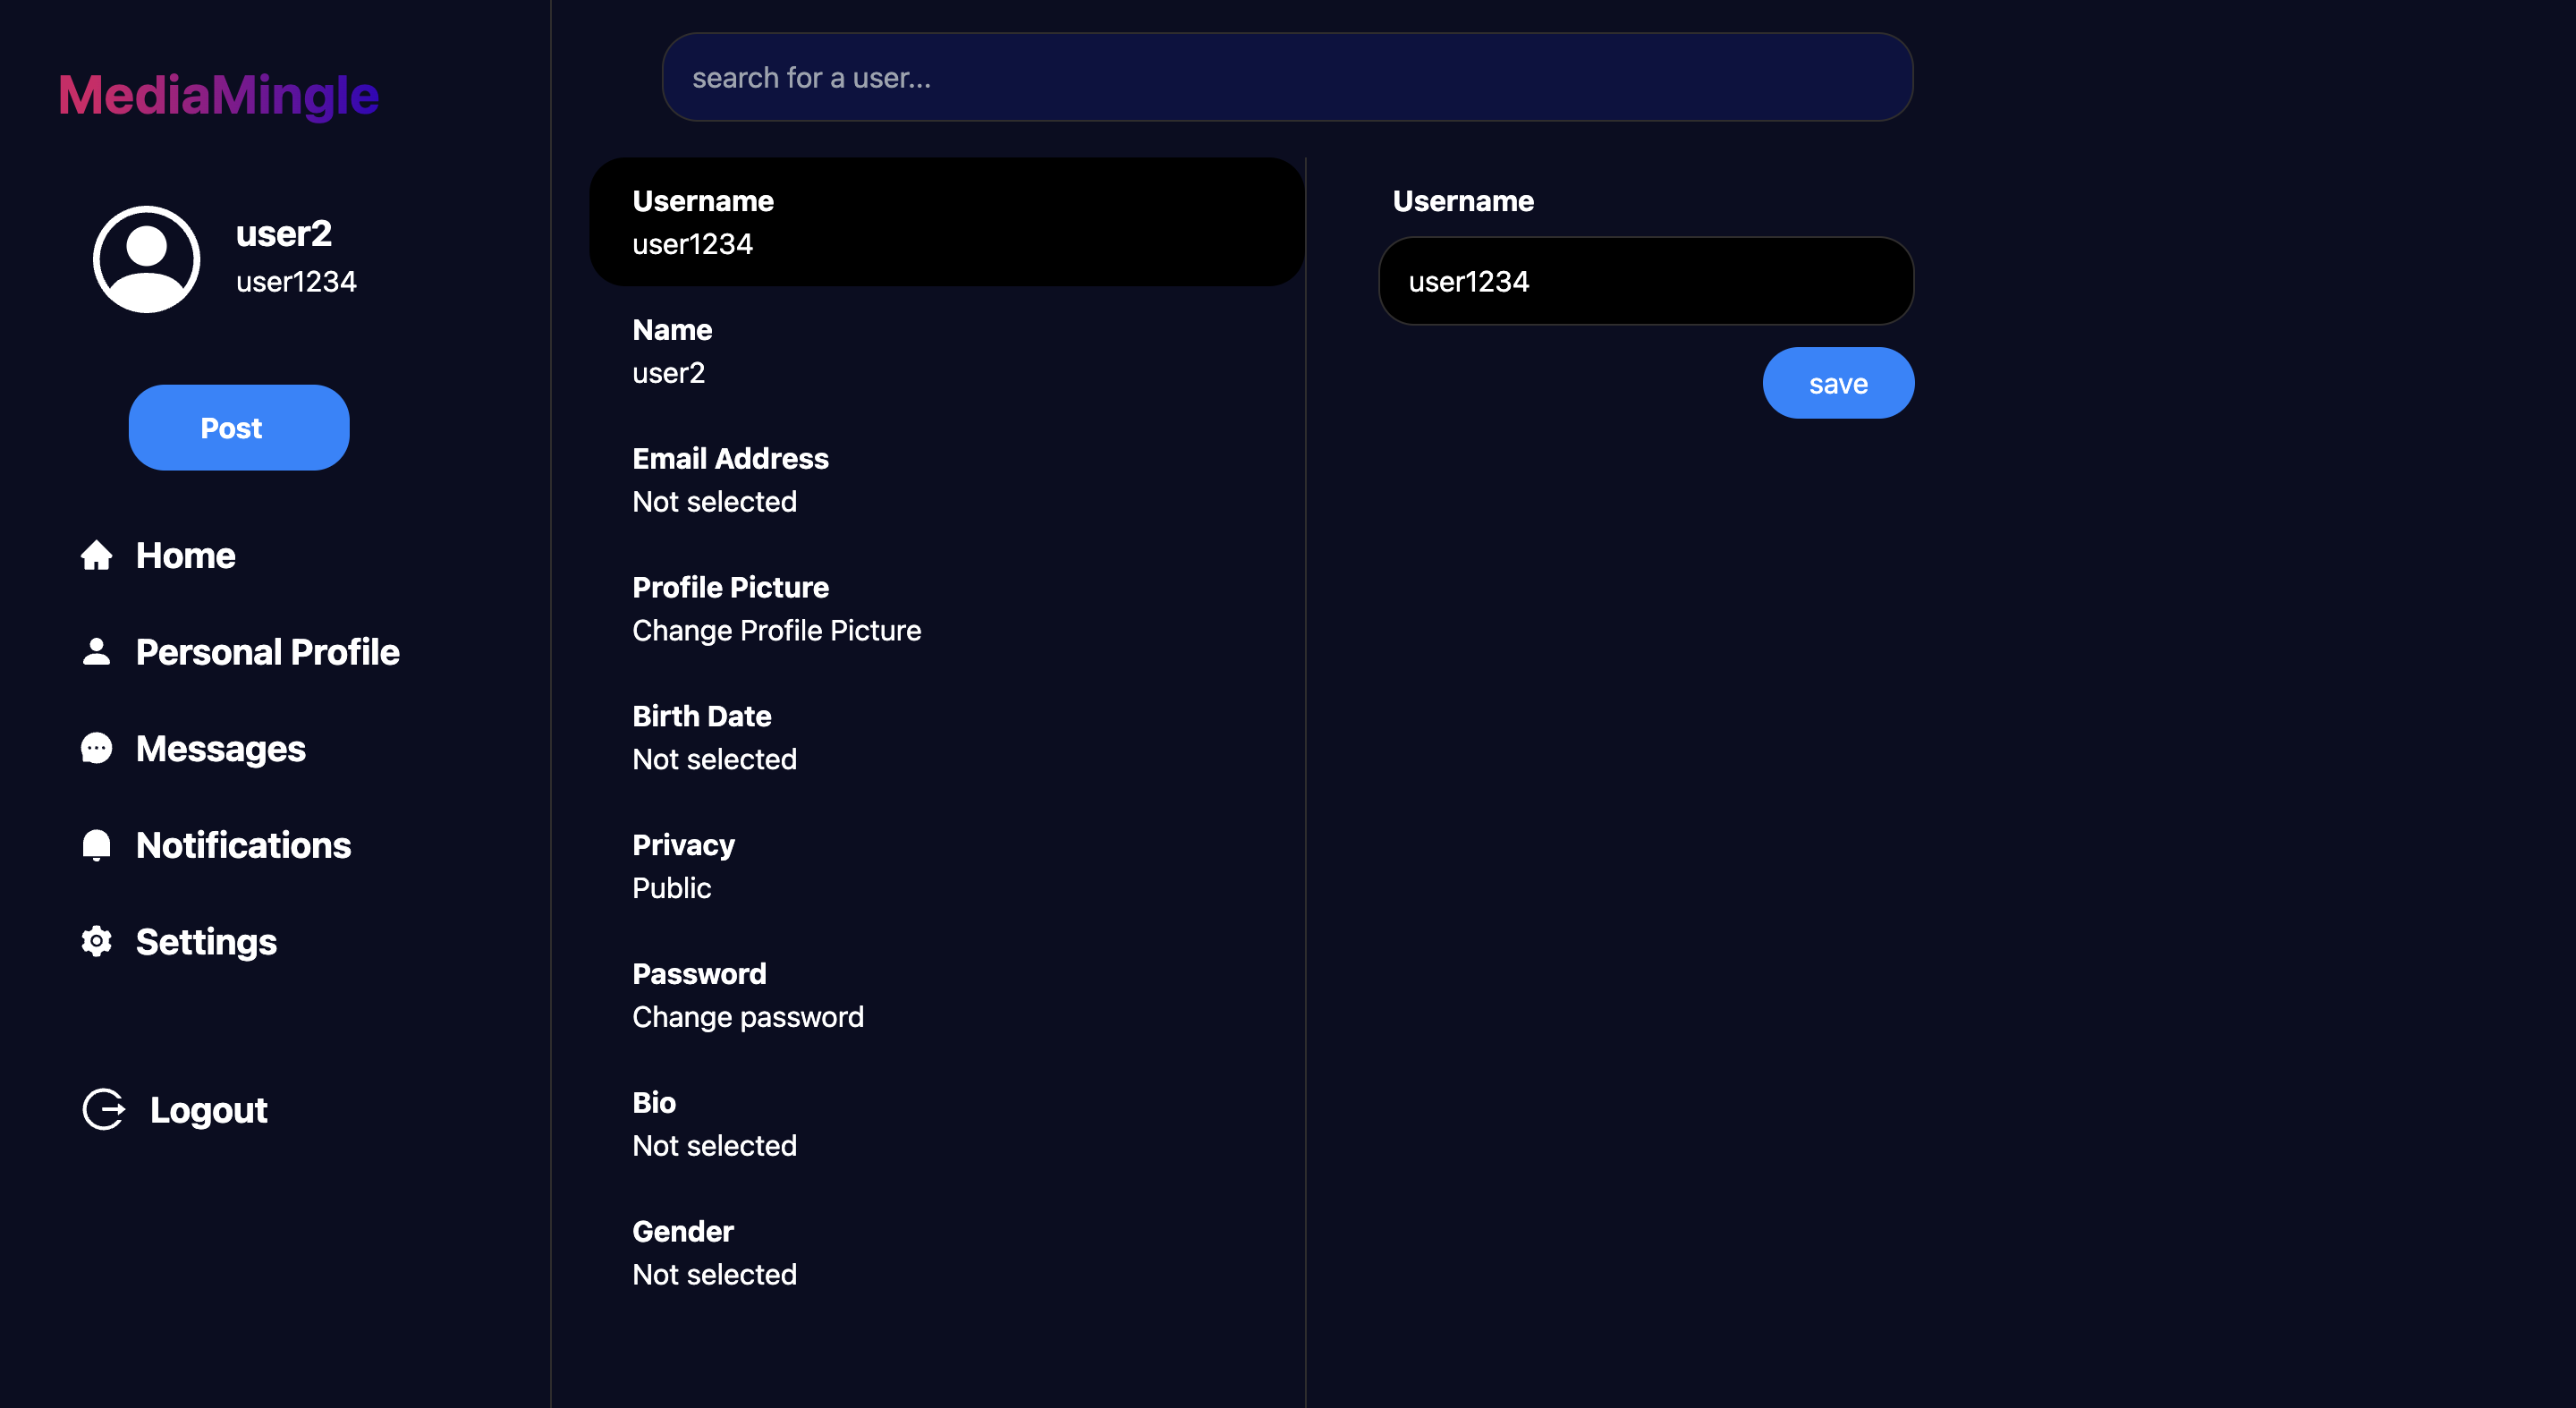 MediaMingle
user2
user1234
Post
Home
Personal Profile
Messages
Notifications
Settings
Logout
search for a user...
Username
user1234
Name
user2
Email Address
Not selected
Profile Picture
Change Profile Picture
Birth Date
Not selected
Privacy
Public
Password
Change password
Bio
Not selected
Gender
Not selected
Username
user1234
save